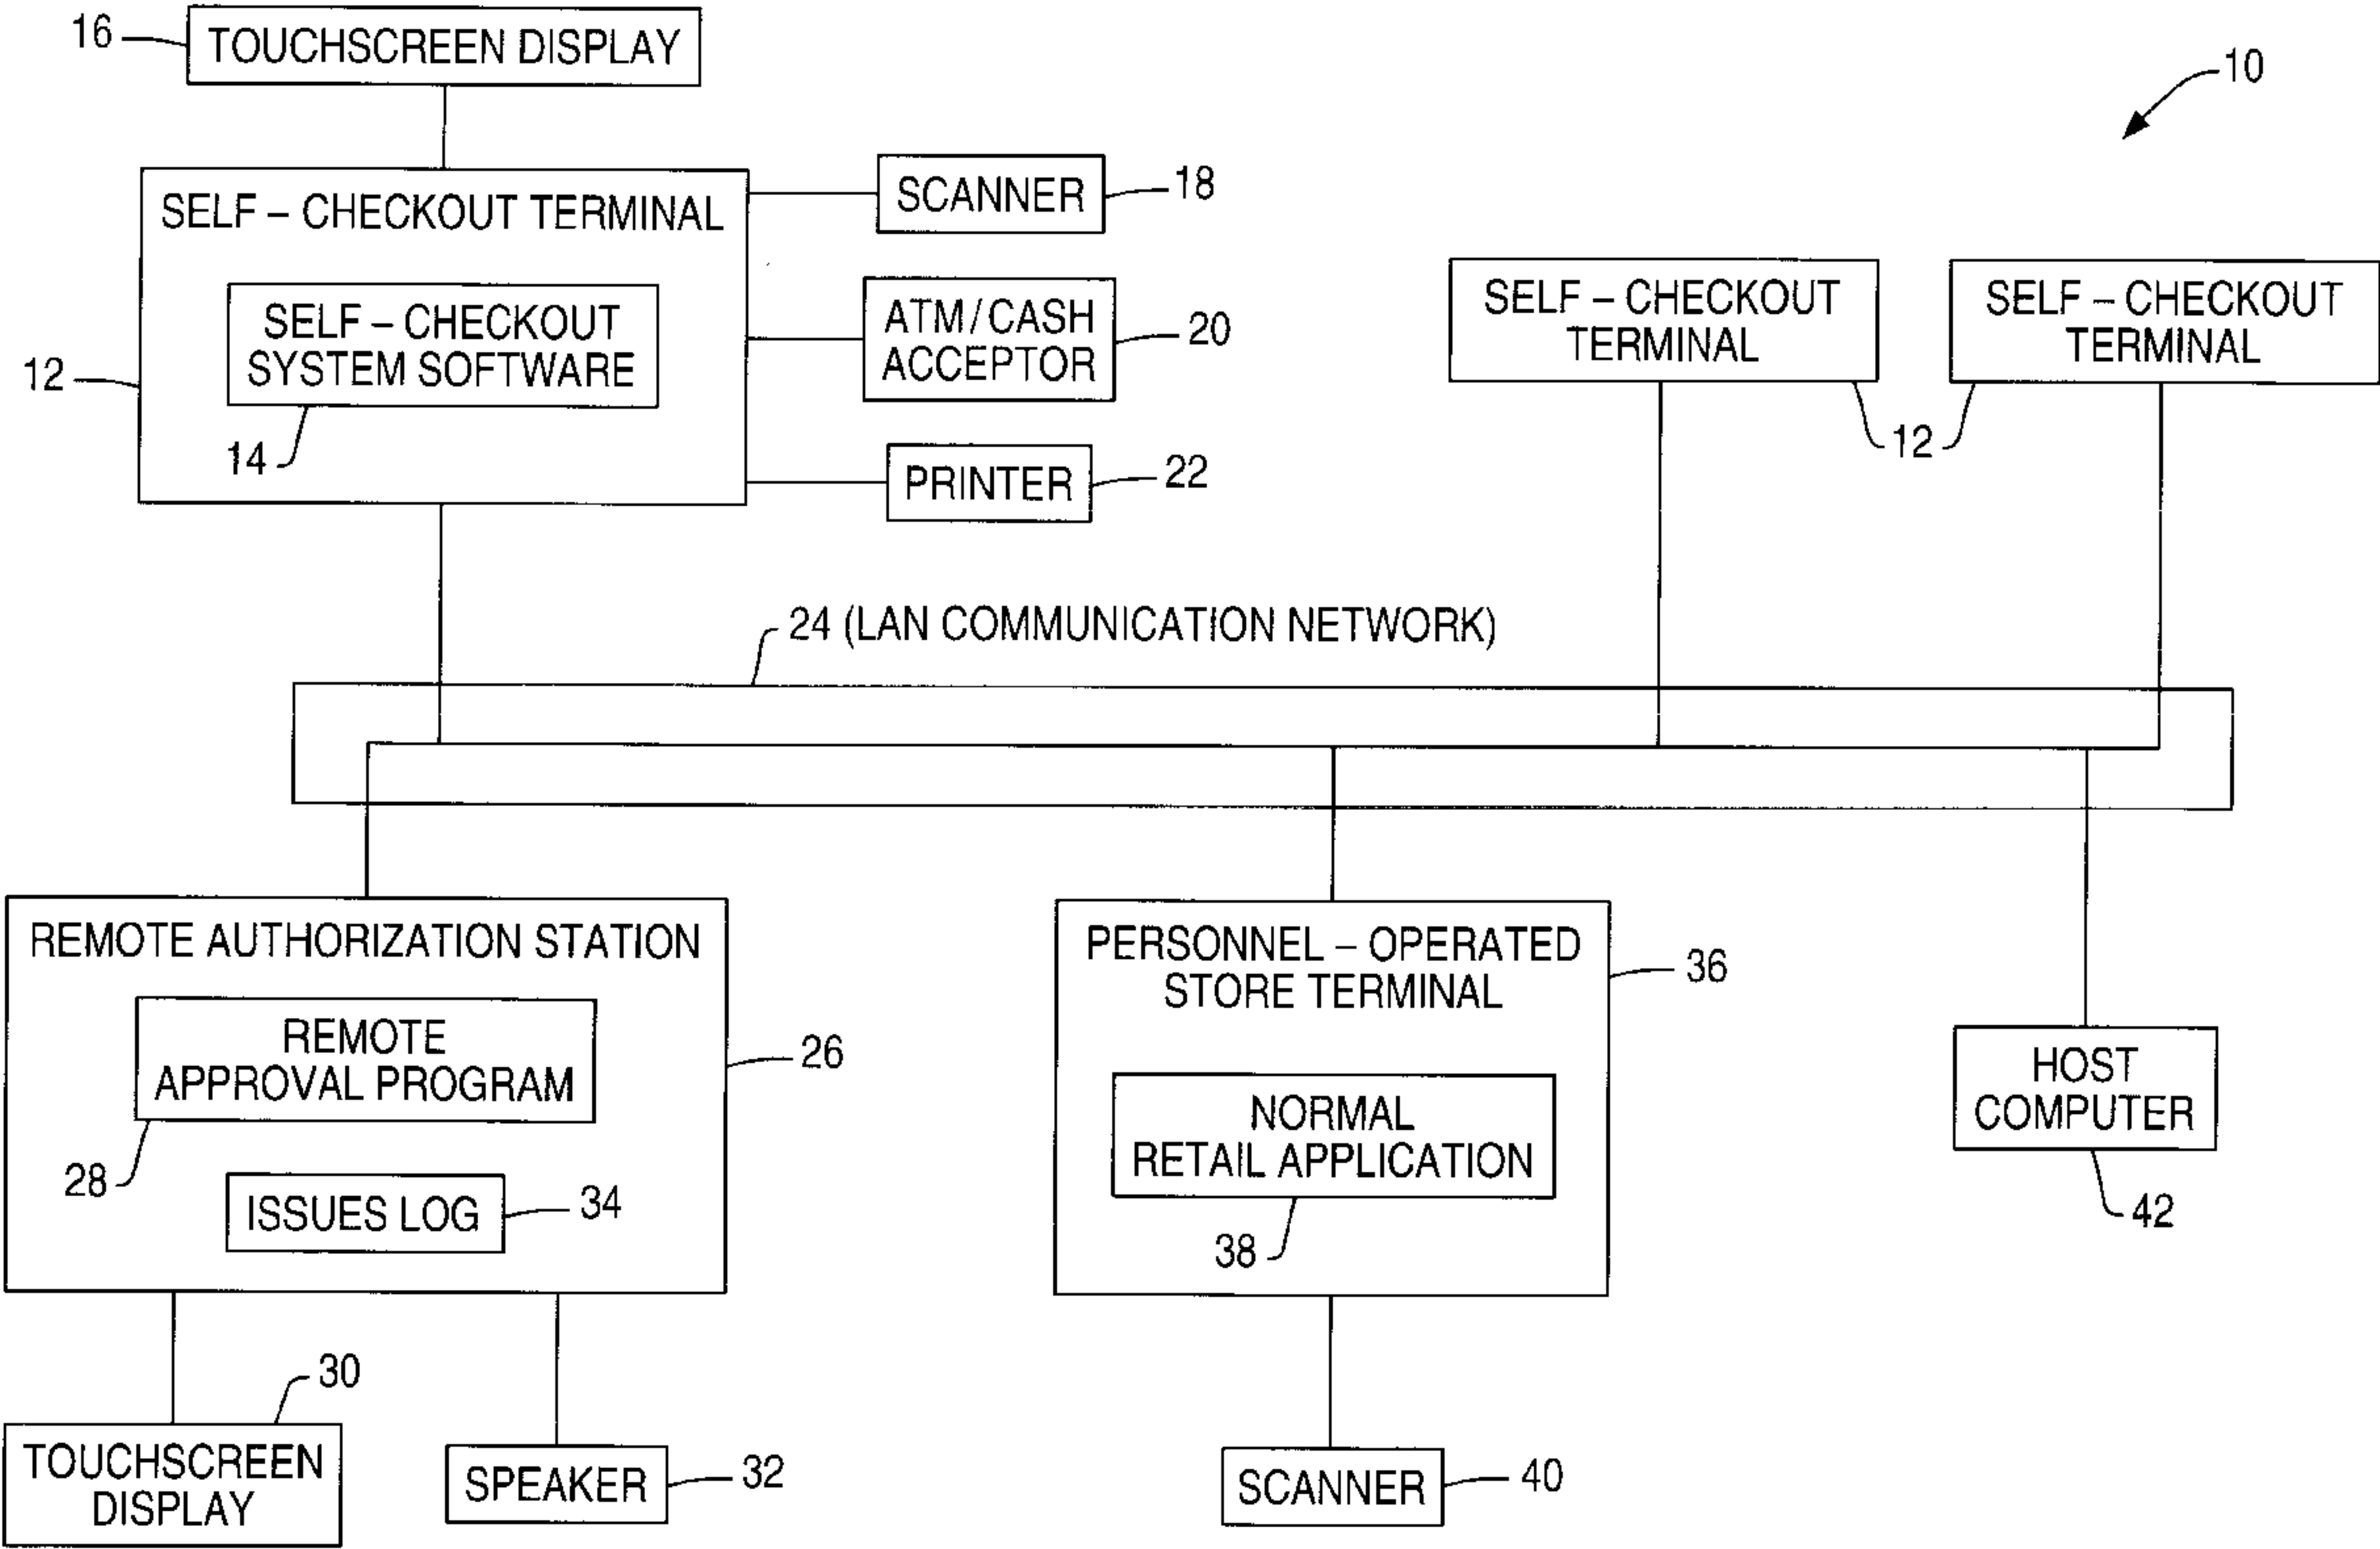 16
TOUCHSCREEN DISPLAY
10
SELF – CHECKOUT TERMINAL
SCANNER
18
SELF – CHECKOUT
SYSTEM SOFTWARE
12
14
ATM/CASH
ACCEPTOR
20
PRINTER
22
SELF – CHECKOUT
TERMINAL
SELF – CHECKOUT
TERMINAL
12
24 (LAN COMMUNICATION NETWORK)
REMOTE AUTHORIZATION STATION
REMOTE
APPROVAL PROGRAM
26
28
ISSUES LOG
34
PERSONNEL – OPERATED
STORE TERMINAL
36
NORMAL
RETAIL APPLICATION
38
HOST
COMPUTER
42
30
TOUCHSCREEN
DISPLAY
SPEAKER
32
SCANNER
40